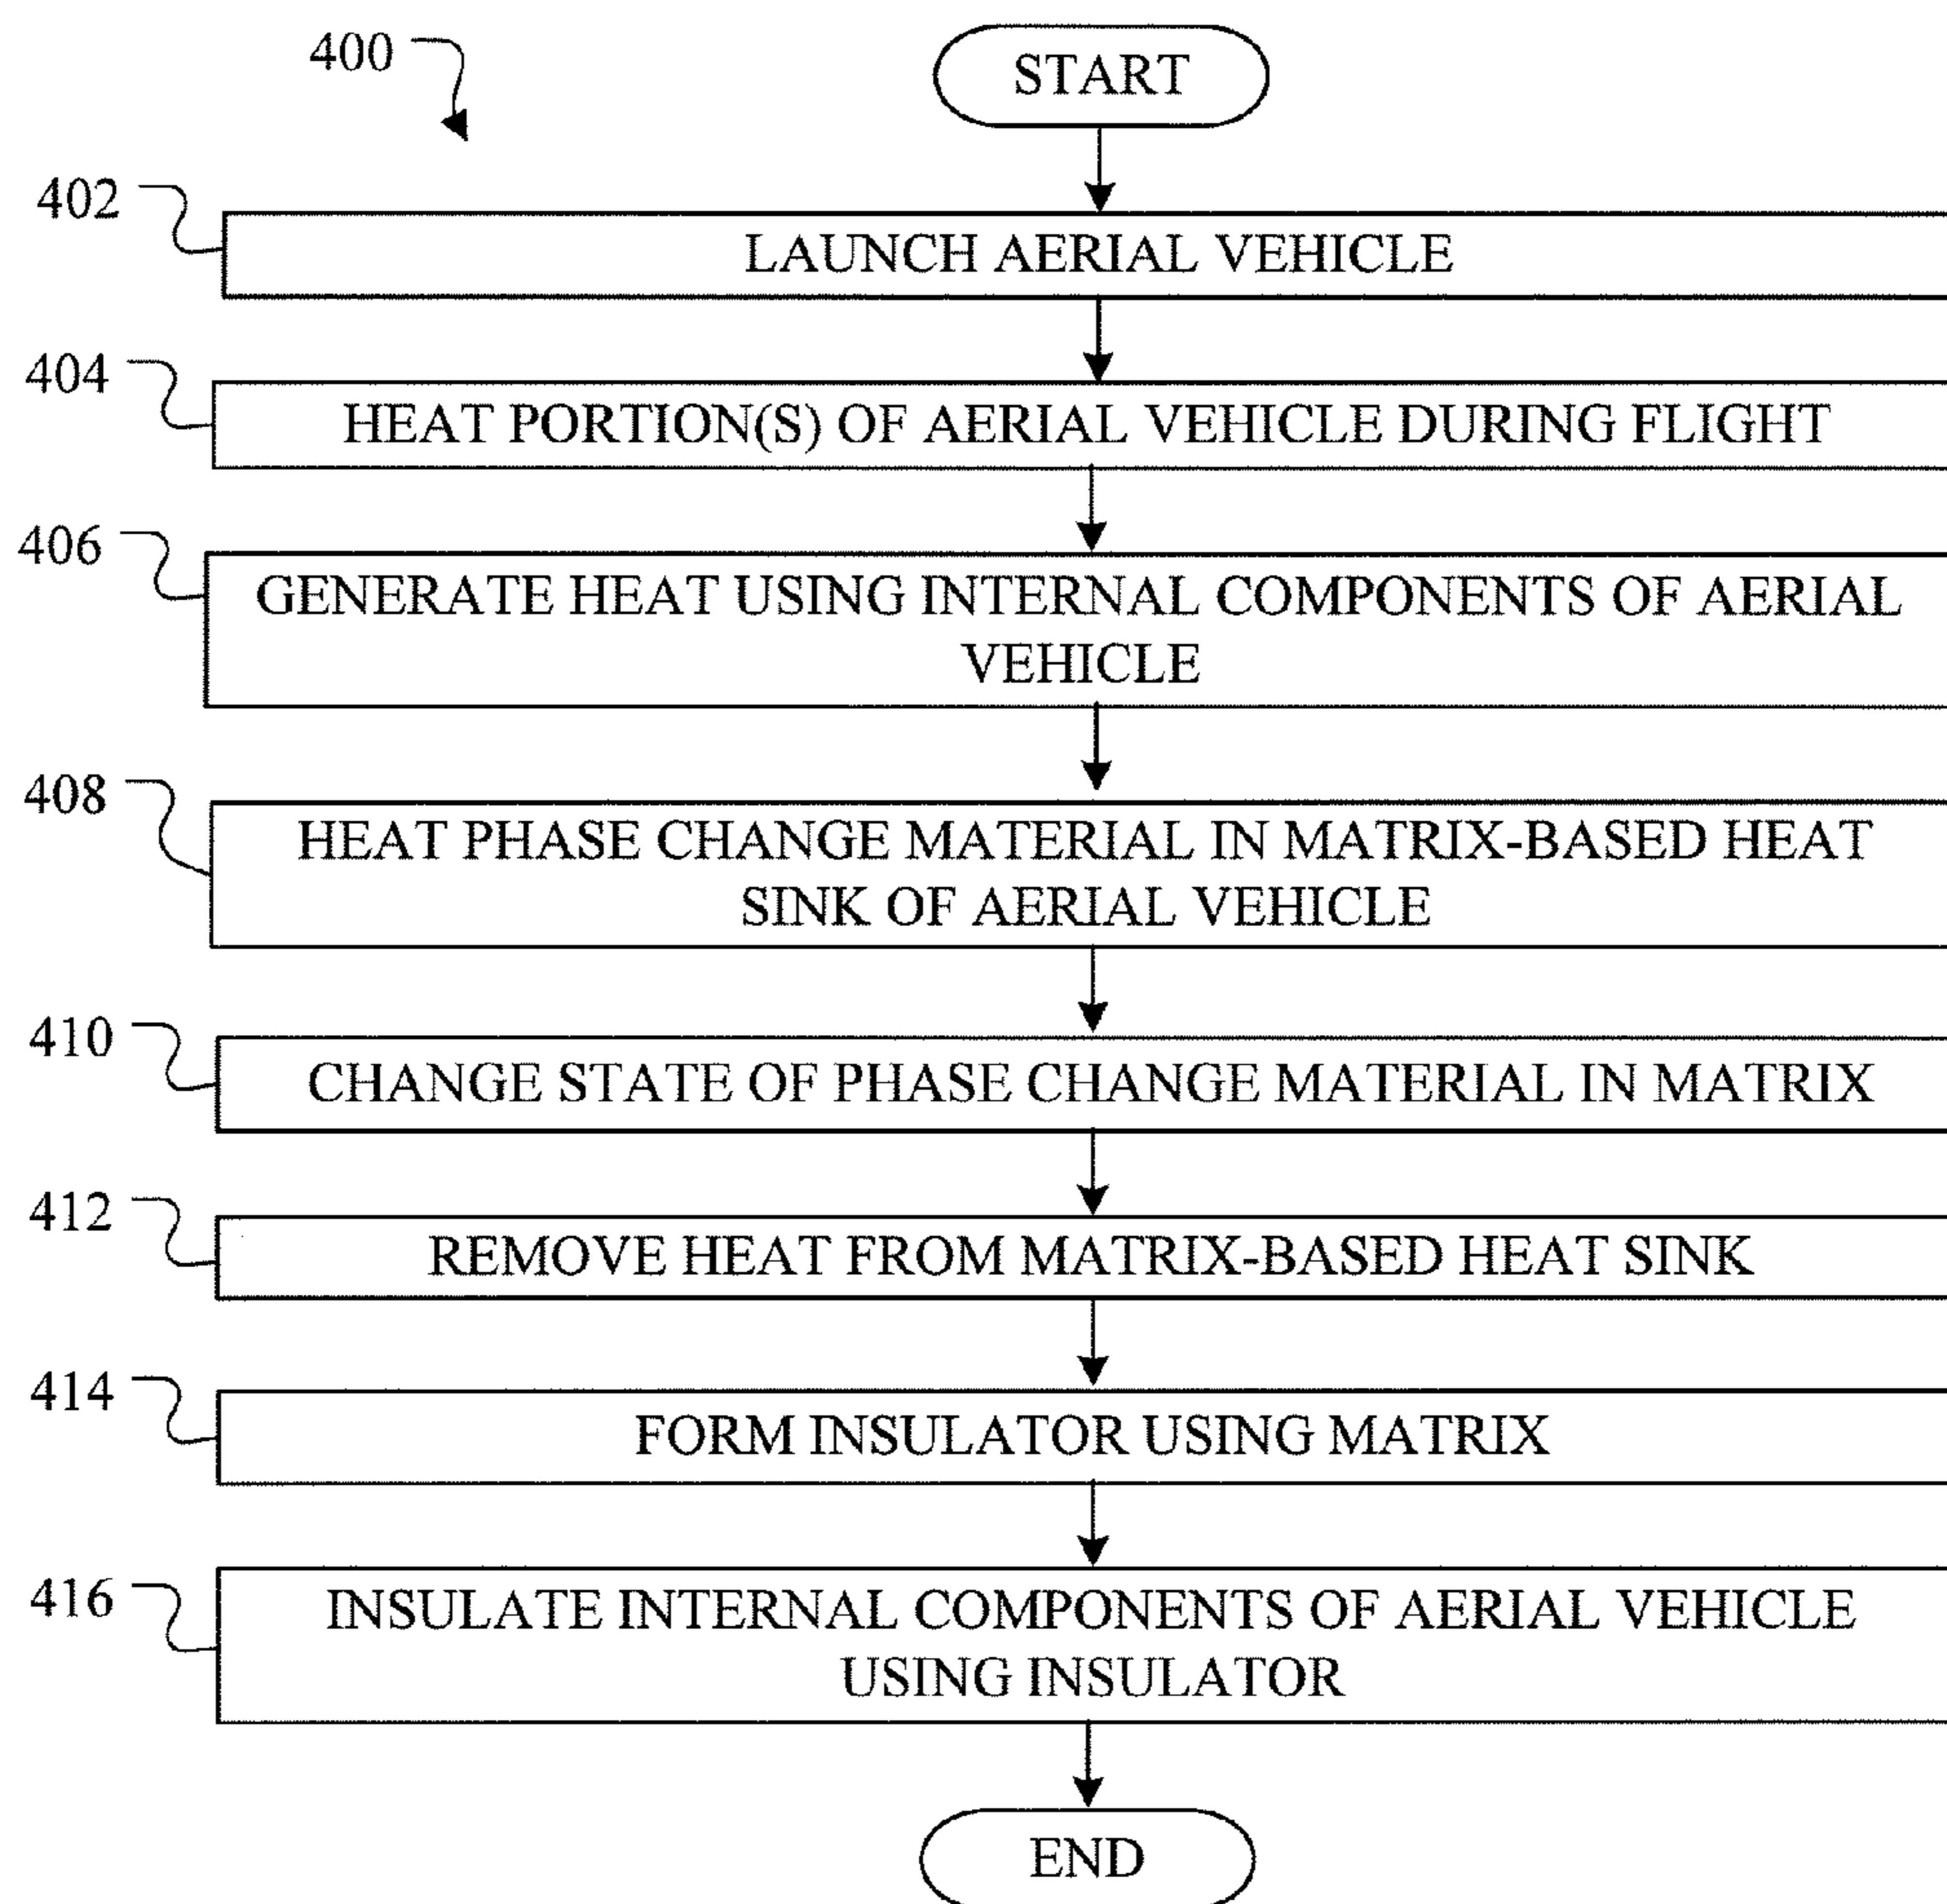 400
START
402
LAUNCH AERIAL VEHICLE
404
HEAT PORTION(S) OF AERIAL VEHICLE DURING FLIGHT
406
GENERATE HEAT USING INTERNAL COMPONENTS OF AERIAL
VEHICLE
408
HEAT PHASE CHANGE MATERIAL IN MATRIX-BASED HEAT
SINK OF AERIAL VEHICLE
410
CHANGE STATE OF PHASE CHANGE MATERIAL IN MATRIX
412
REMOVE HEAT FROM MATRIX-BASED HEAT SINK
414
FORM INSULATOR USING MATRIX
416
INSULATE INTERNAL COMPONENTS OF AERIAL VEHICLE
USING INSULATOR
END